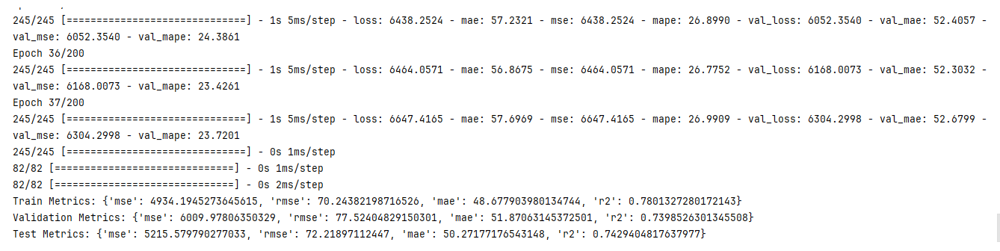 245/245 [==============================] - 1s 5ms/step - loss: 6438.2524 - mae: 57.2321 - mse: 6438.2524 - mape: 26.8990 - val_loss: 6052.3540 - val_mae: 52.4057 -
val_mse: 6052.3540 - val_mape: 24.3861
Epoch 36/200
245/245 [==============================] - 1s 5ms/step - loss: 6464.0571 - mae: 56.8675 - mse: 6464.0571 - mape: 26.7752 - val_loss: 6168.0073 - val_mae: 52.3032 -
val_mse: 6168.0073 - val_mape: 23.4261
Epoch 37/200
245/245 [==============================] - 1s 5ms/step - loss: 6647.4165 - mae: 57.6969 - mse: 6647.4165 - mape: 26.9909 - val_loss: 6304.2998 - val_mae: 52.6799 -
val_mse: 6304.2998 - val_mape: 23.7201
245/245 [==============================] - 0s 1ms/step
82/82 [==============================] - 0s 1ms/step
82/82 [==============================] - 0s 2ms/step
Train Metrics: {'mse': 4934.1945273645615, 'rmse': 70.24382198716526, 'mae': 48.677903980134744, 'r2': 0.7801327280172143}
Validation Metrics: {'mse': 6009.97806350329, 'rmse': 77.52404829150301, 'mae': 51.87063145372501, 'r2': 0.7398526301345508}
Test Metrics: {'mse': 5215.579790277033, 'rmse': 72.21897112447, 'mae': 50.27177176543148, 'r2': 0.7429404817637977}